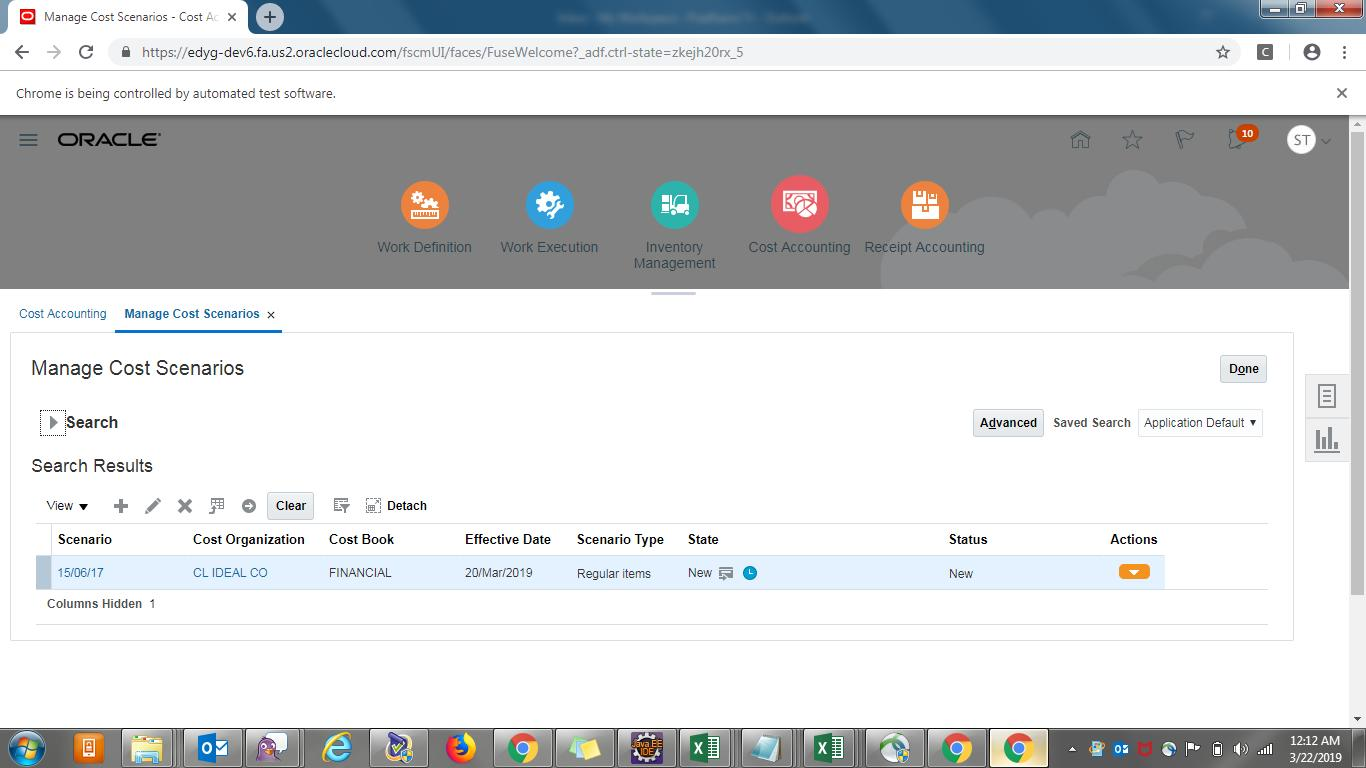 Manage Cost Scenarios - Cost Ac
https://edyg-dev6.fa.us2.oraclecloud.com/fscmUI/faces/FuseWelcome?_adf.ctrl-state=zkejh20rx_5
C
Chrome is being controlled by automated test software.
ORACLE
10
ST
Work Definition
Work Execution
Inventory
Management
Cost Accounting
Receipt Accounting
Cost Accounting
Manage Cost Scenarios
Manage Cost Scenarios
Done
Search
Advanced
Saved Search
Application Default
Search Results
View
Clear
Detach
Scenario Cost Organization Cost Book Effective Date Scenario Type State Status Actions
15/06/17 CL IDEAL CO FINANCIAL 20/Mar/2019 Regular items New New
Columns Hidden 1
Java EE
IDE
12:12 AM
3/22/2019